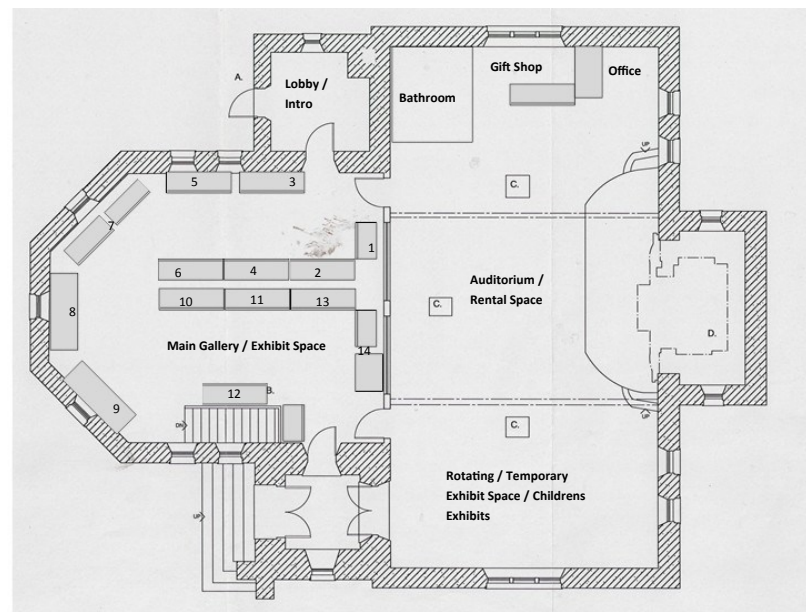 Gift Shop
Office
A.
Lobby /
Intro
Bathroom
UP
5
3
C.
7
1
6
4
2
Auditorium /
Rental Space
10
11
13
8
C.
D.
Main Gallery / Exhibit Space
14
12
B.
9
UP
DN
C.
Rotating / Temporary
Exhibit Space / Childrens
Exhibits
UP